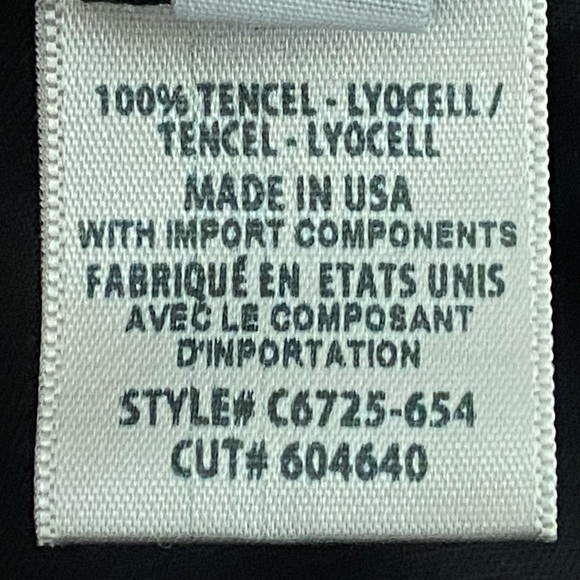 100% TENCEL - LYOCELL /
TENCEL - LYOCELL
MADE IN USA
WITH IMPORT COMPONENTS
FABRIQUÉ EN ETATS UNIS
AVEC LE COMPOSANT
D'INPORTATION
STYLE# C6725-654
CUT# 604640